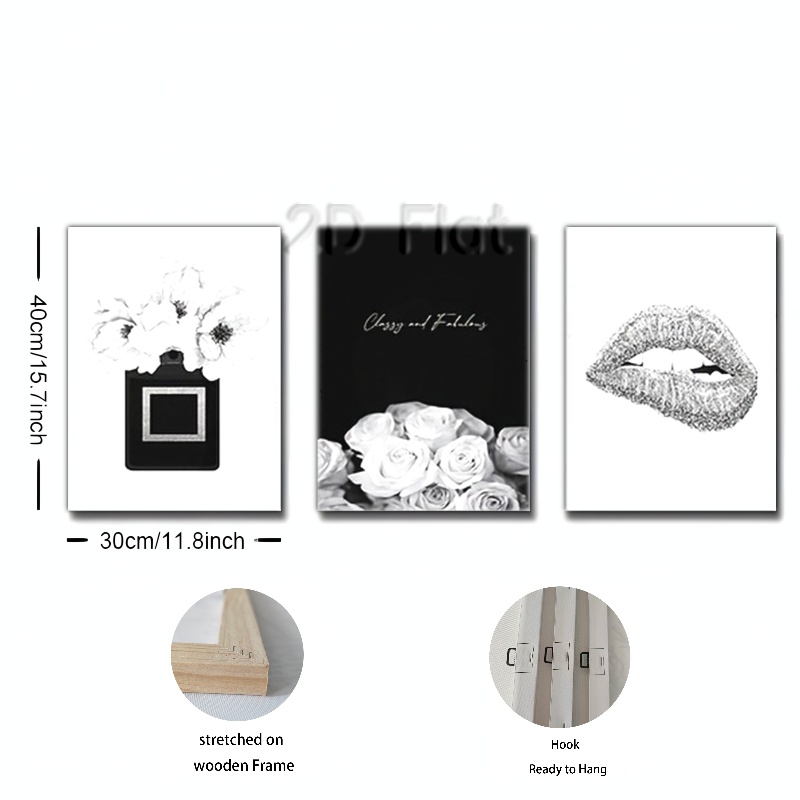 2D Flat
Classy and Fabulous
40cm/15.7inch
30cm/11.8inch
stretched on
wooden Frame
Hook
Ready to Hang